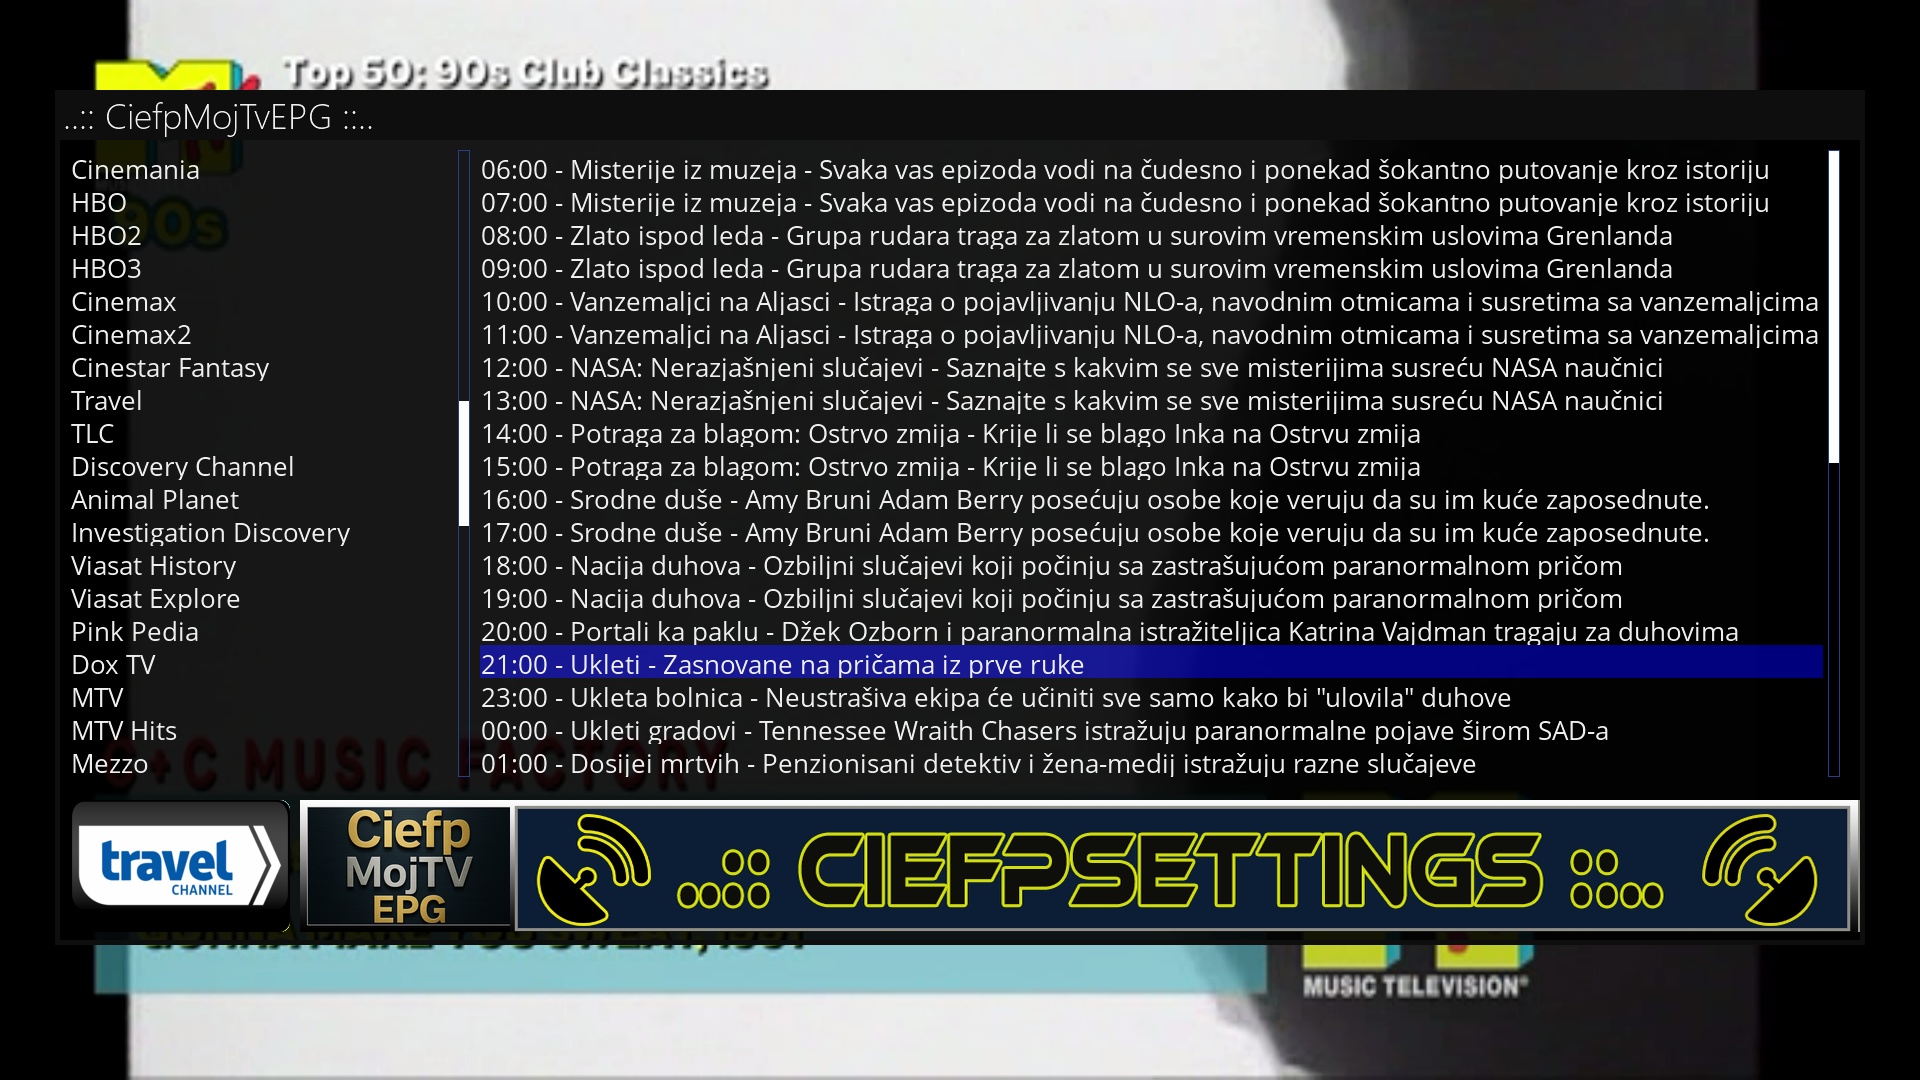 Top 50: 90s Club Classics
..:: CiefpMojTvEPG ::..
Cinemania
HBO
HBO2
HBO3
Cinemax
Cinemax2
Cinestar Fantasy
Travel
TLC
Discovery Channel
Animal Planet
Investigation Discovery
Viasat History
Viasat Explore
Pink Pedia
Dox TV
MTV
MTV Hits
Mezzo
06:00 - Misterije iz muzeja - Svaka vas epizoda vodi na čudesno i ponekad šokantno putovanje kroz istoriju
07:00 - Misterije iz muzeja - Svaka vas epizoda vodi na čudesno i ponekad šokantno putovanje kroz istoriju
08:00 - Zlato ispod leda - Grupa rudara traga za zlatom u surovim vremenskim uslovima Grenlanda
09:00 - Zlato ispod leda - Grupa rudara traga za zlatom u surovim vremenskim uslovima Grenlanda
10:00 - Vanzemaljci na Aljasci - Istraga o pojavljivanju NLO-a, navodnim otmicama i susretima sa vanzemaljcima
11:00 - Vanzemaljci na Aljasci - Istraga o pojavljivanju NLO-a, navodnim otmicama i susretima sa vanzemaljcima
12:00 - NASA: Nerazjašnjeni slučajevi - Saznajte s kakvim se sve misterijima susreću NASA naučnici
13:00 - NASA: Nerazjašnjeni slučajevi - Saznajte s kakvim se sve misterijima susreću NASA naučnici
14:00 - Potraga za blagom: Ostrvo zmija - Krije li se blago Inka na Ostrvu zmija
15:00 - Potraga za blagom: Ostrvo zmija - Krije li se blago Inka na Ostrvu zmija
16:00 - Srodne duše - Amy Bruni Adam Berry posećuju osobe koje veruju da su im kuće zaposednute.
17:00 - Srodne duše - Amy Bruni Adam Berry posećuju osobe koje veruju da su im kuće zaposednute.
18:00 - Nacija duhova - Ozbiljni slučajevi koji počinju sa zastrašujućom paranormalnom pričom
19:00 - Nacija duhova - Ozbiljni slučajevi koji počinju sa zastrašujućom paranormalnom pričom
20:00 - Portali ka paklu - Džek Ozborn i paranormalna istražiteljica Katrina Vajdman tragaju za duhovima
21:00 - Ukleti - Zasnovane na pričama iz prve ruke
23:00 - Ukleta bolnica - Neustrašiva ekipa će učiniti sve samo kako bi "ulovila" duhove
00:00 - Ukleti gradovi - Tennessee Wraith Chasers istražuju paranormalne pojave širom SAD-a
01:00 - Dosijei mrtvih - Penzionisani detektiv i žena-medij istražuju razne slučajeve
90s
C+C MUSIC FACTORY
travel
CHANNEL
Ciefp
MojTV
EPG
..:: CIEFPSETTINGS ::..
MUSIC TELEVISION®